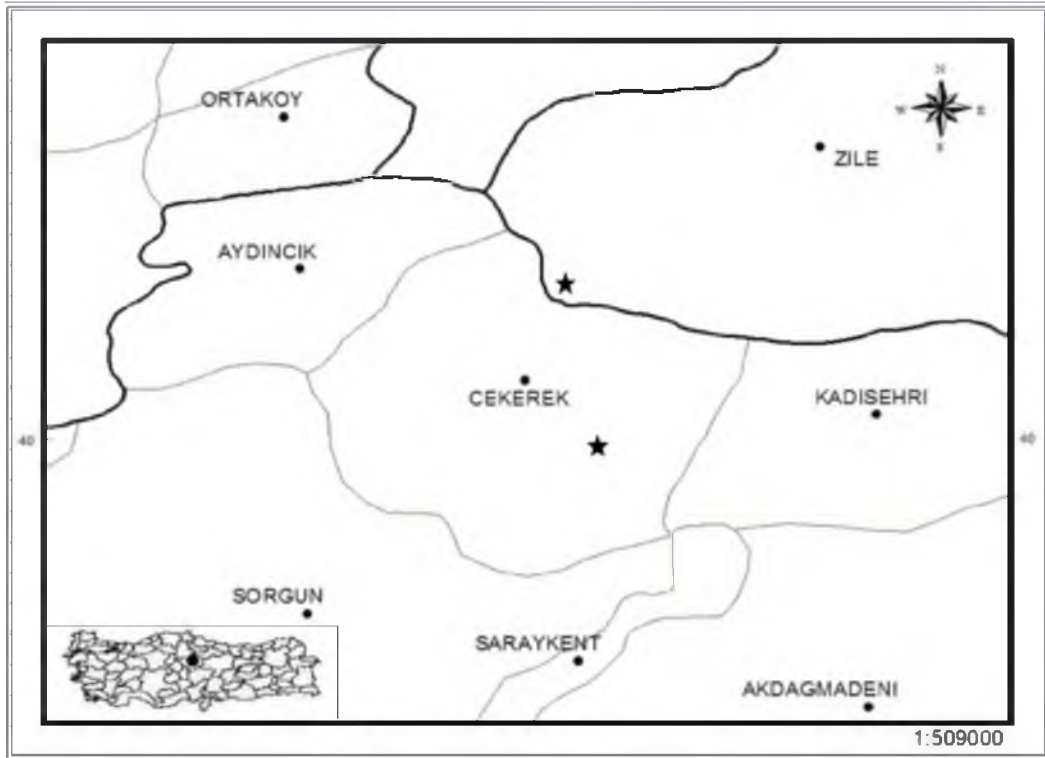 ORTAKOY
N
W
E
S
ZILE
AYDINCIK
CEKEREK
KADISEHRI
40
40
SORGUN
SARAYKENT
AKDAGMADENI
1:509000